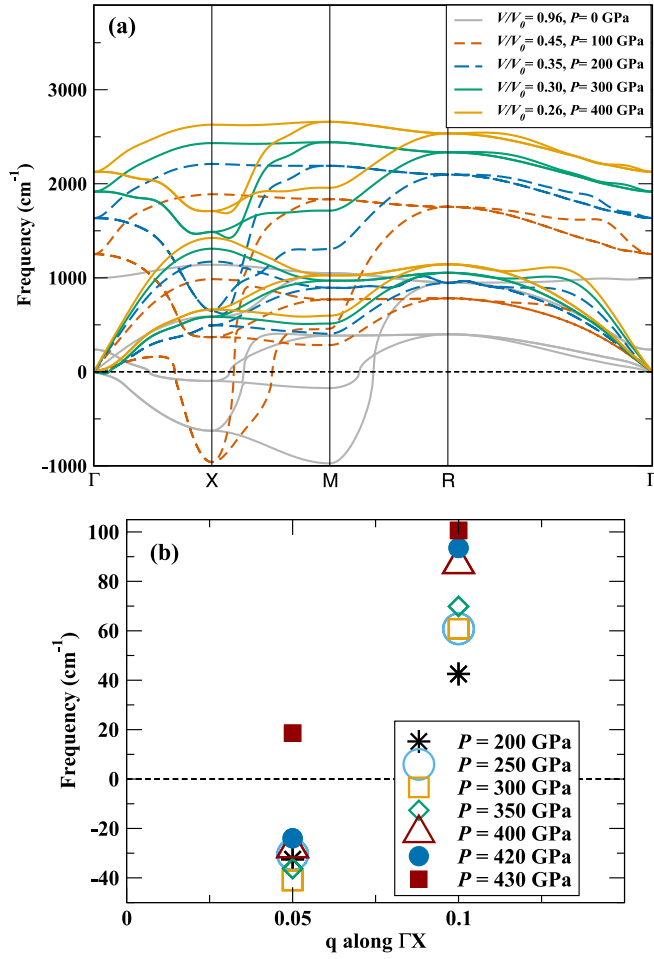 (a)
V/V0 = 0.96, P = 0 GPa
V/V0 = 0.45, P = 100 GPa
V/V0 = 0.35, P = 200 GPa
V/V0 = 0.30, P = 300 GPa
V/V0 = 0.26, P = 400 GPa
Frequency (cm-1)
3000
2000
1000
0
-1000
Γ
X
M
R
Γ
(b)
Frequency (cm-1)
100
80
60
40
20
0
-20
-40
P = 200 GPa
P = 250 GPa
P = 300 GPa
P = 350 GPa
P = 400 GPa
P = 420 GPa
P = 430 GPa
0
0.05
0.1
q along ΓX